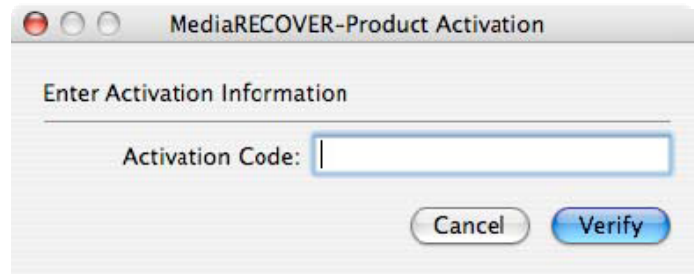 MediaRECOVER-Product Activation
Enter Activation Information
Activation Code:
Cancel Verify